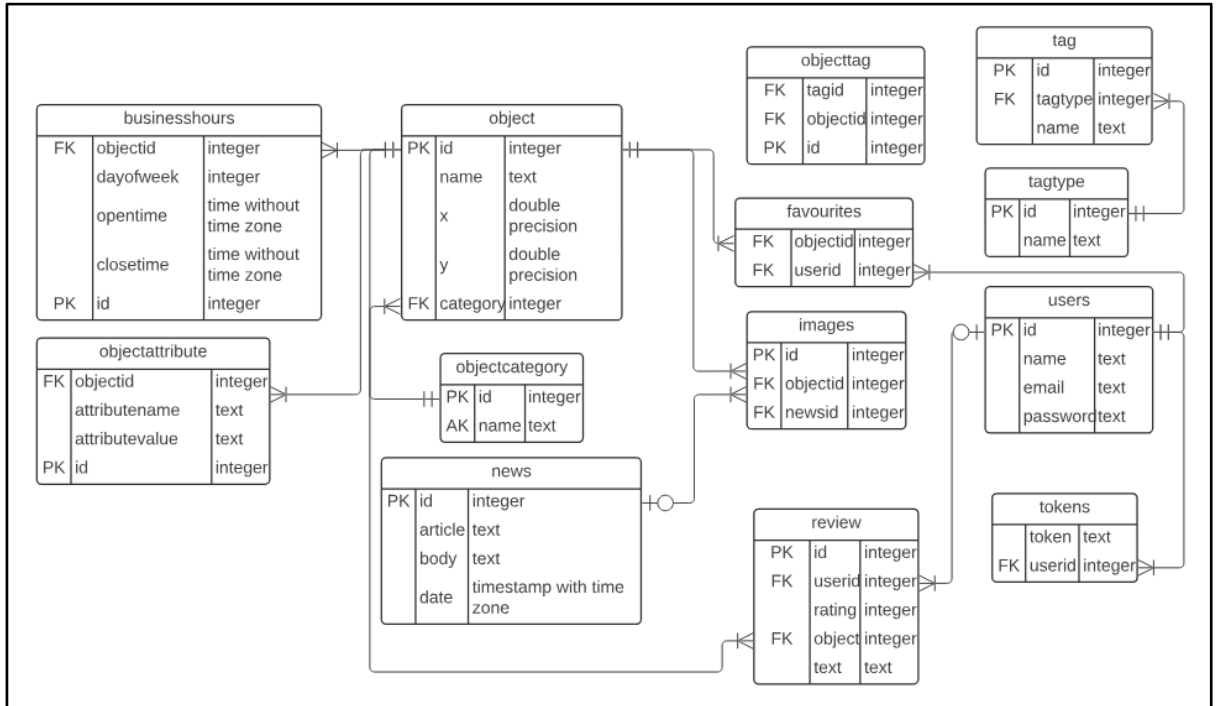 businesshours
FK objectid integer
dayofweek integer
opentime time without
time zone
closetime time without
time zone
PK id integer
objectattribute
FK objectid integer
attributename text
attributevalue text
PK id integer
object
PK id integer
name text
x double
precision
y double
precision
FK category integer
objectcategory
PK id integer
AK name text
news
PK id integer
article text
body text
date timestamp with time
zone
objecttag
FK tagid integer
FK objectid integer
PK id integer
favourites
FK objectid integer
FK userid integer
images
PK id integer
FK objectid integer
FK newsid integer
review
PK id integer
FK userid integer
rating integer
FK object integer
text text
tag
PK id integer
FK tagtype integer
name text
tagtype
PK id integer
name text
users
PK id integer
name text
email text
password text
tokens
token text
FK userid integer